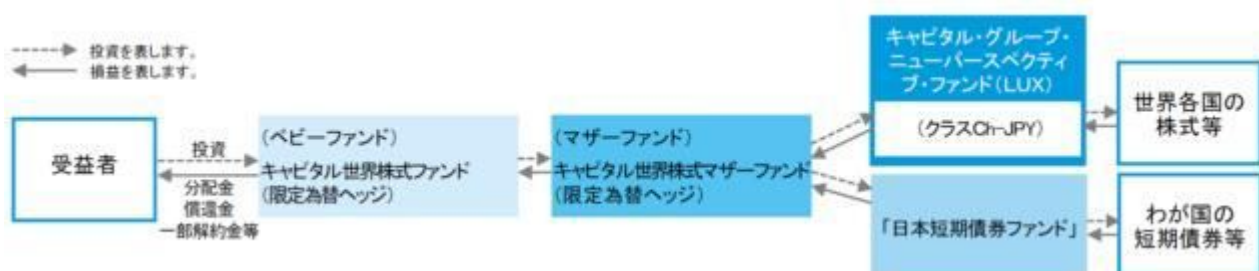 投資を表します。
損益を表します。
受益者
投資
分配金
償還金
一部解約金等
(ベビーファンド)
キャピタル世界株式ファンド
(限定為替ヘッジ)
(マザーファンド)
キャピタル世界株式マザーファンド
(限定為替ヘッジ)
キャピタル・グループ・
ニューパースペクティ
ブ・ファンド(LUX)
(クラスCh-JPY)
世界各国の
株式等
「日本短期債券ファンド」
わが国の
短期債券等